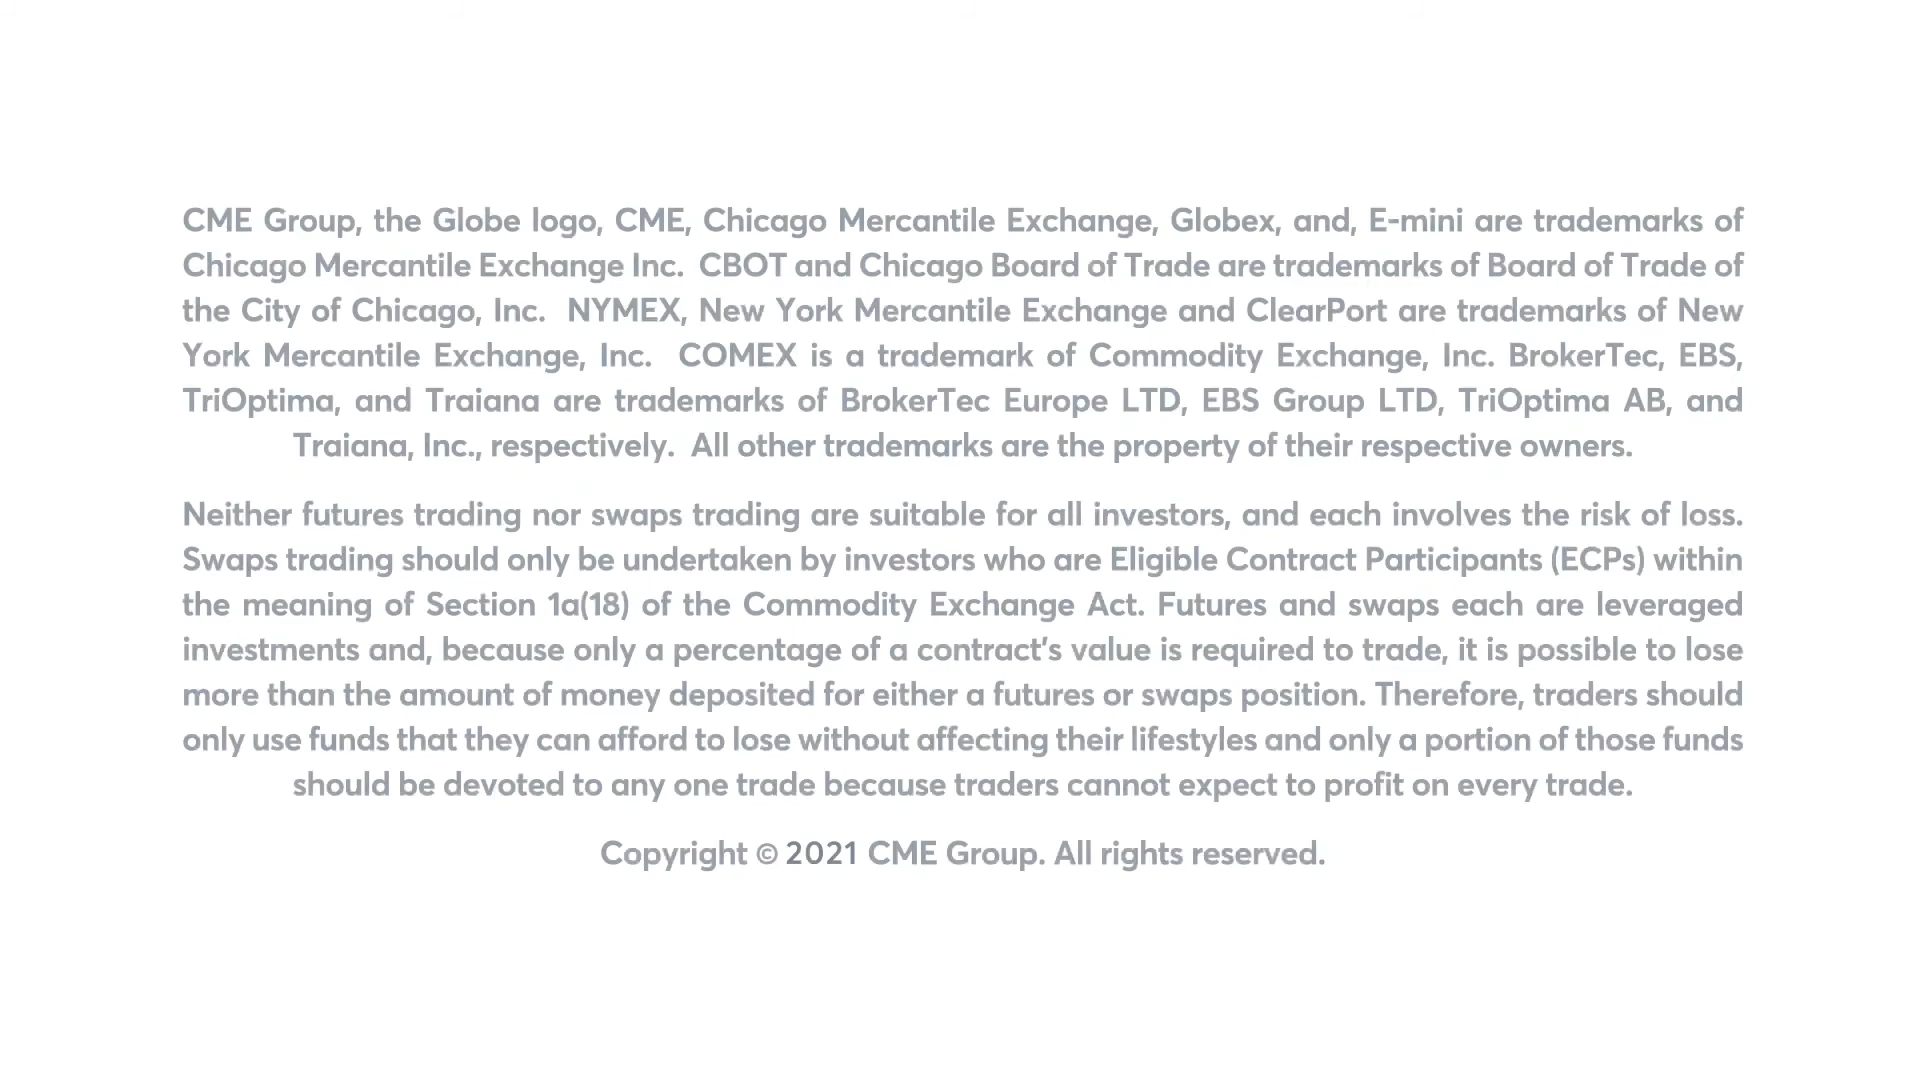 CME Group, the Globe logo, CME, Chicago Mercantile Exchange, Globex, and, E-mini are trademarks of
Chicago Mercantile Exchange Inc.  CBOT and Chicago Board of Trade are trademarks of Board of Trade of
the City of Chicago, Inc.  NYMEX, New York Mercantile Exchange and ClearPort are trademarks of New
York Mercantile Exchange, Inc.  COMEX is a trademark of Commodity Exchange, Inc. BrokerTec, EBS,
TriOptima, and Traiana are trademarks of BrokerTec Europe LTD, EBS Group LTD, TriOptima AB, and
Traiana, Inc., respectively.  All other trademarks are the property of their respective owners.
Neither futures trading nor swaps trading are suitable for all investors, and each involves the risk of loss.
Swaps trading should only be undertaken by investors who are Eligible Contract Participants (ECPs) within
the meaning of Section 1a(18) of the Commodity Exchange Act. Futures and swaps each are leveraged
investments and, because only a percentage of a contract's value is required to trade, it is possible to lose
more than the amount of money deposited for either a futures or swaps position. Therefore, traders should
only use funds that they can afford to lose without affecting their lifestyles and only a portion of those funds
should be devoted to any one trade because traders cannot expect to profit on every trade.
Copyright © 2021 CME Group. All rights reserved.